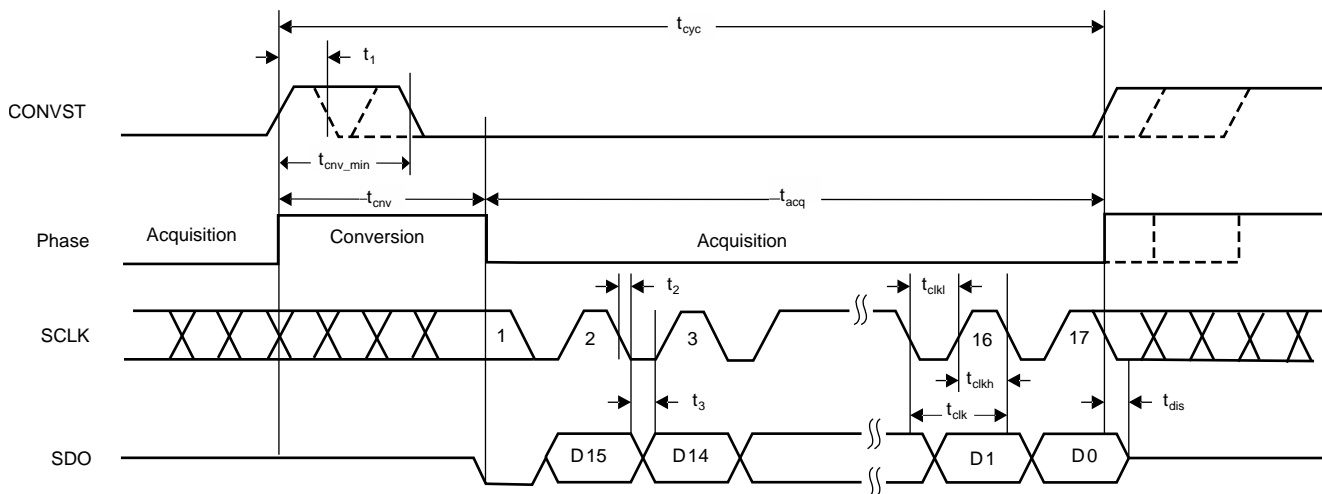 t_cyc
t_1
CONVST
t_cnv_min
t_cnv
t_acq
Phase
Acquisition
Conversion
Acquisition
t_2
t_clkl
SCLK
1
2
3
16
17
t_clkh
t_3
t_clk
t_dis
SDO
D15
D14
D1
D0